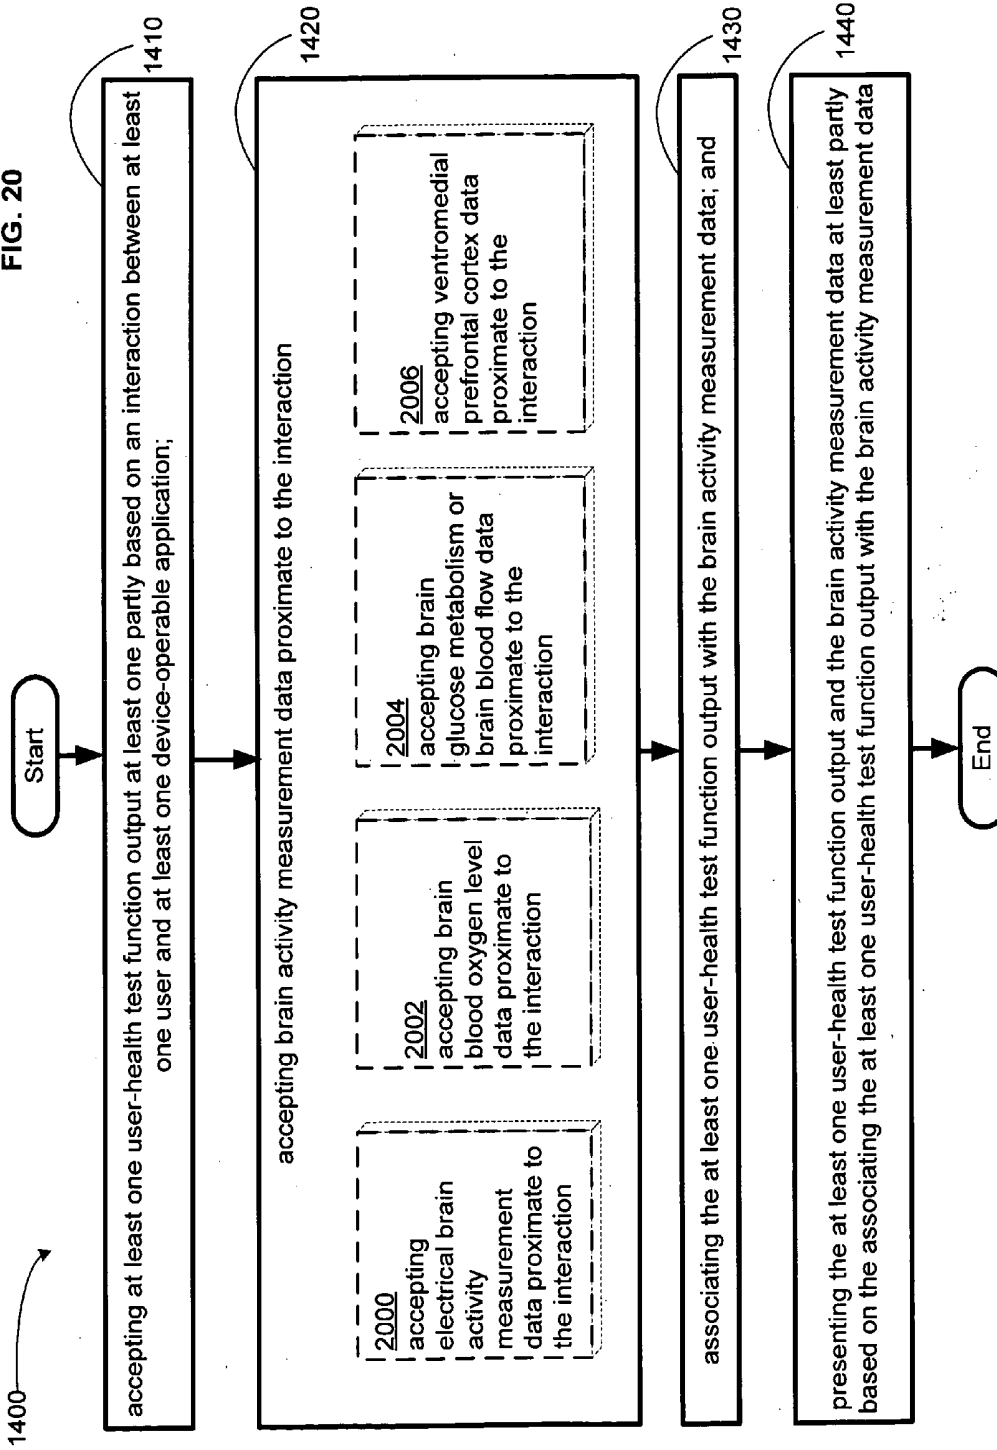 FIG. 20
1400
Start
1410
accepting at least one user-health test function output at least one partly based on an interaction between at least
one user and at least one device-operable application;
1420
accepting brain activity measurement data proximate to the interaction
2000
accepting
electrical brain
activity
measurement
data proximate to
the interaction
2002
accepting brain
blood oxygen level
data proximate to
the interaction
2004
accepting brain
glucose metabolism or
brain blood flow data
proximate to the
interaction
2006
accepting ventromedial
prefrontal cortex data
proximate to the
interaction
1430
associating the at least one user-health test function output with the brain activity measurement data; and
1440
presenting the at least one user-health test function output and the brain activity measurement data at least partly
based on the associating the at least one user-health test function output with the brain activity measurement data
End